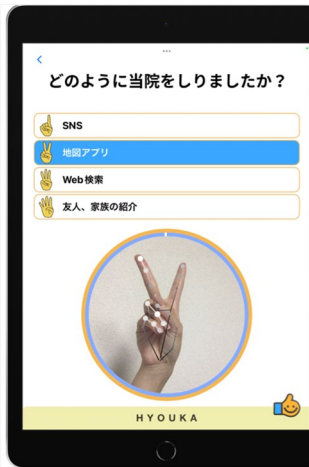 どのように当院をしりましたか？
SNS
地図アプリ
Web検索
友人、家族の紹介
HYOUKA